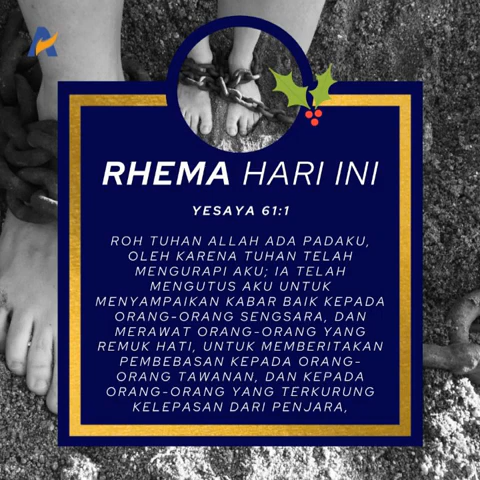 RHEMA HARI INI
YESAYA 61:1
ROH TUHAN ALLAH ADA PADAKU,
OLEH KARENA TUHAN TELAH
MENGURAPI AKU; IA TELAH
MENGUTUS AKU UNTUK
MENYAMPAIKAN KABAR BAIK KEPADA
ORANG-ORANG SENGSARA, DAN
MERAWAT ORANG-ORANG YANG
REMUK HATI, UNTUK MEMBERITAKAN
PEMBEBASAN KEPADA ORANG-
ORANG TAWANAN, DAN KEPADA
ORANG-ORANG YANG TERKURUNG
KELEPASAN DARI PENJARA,